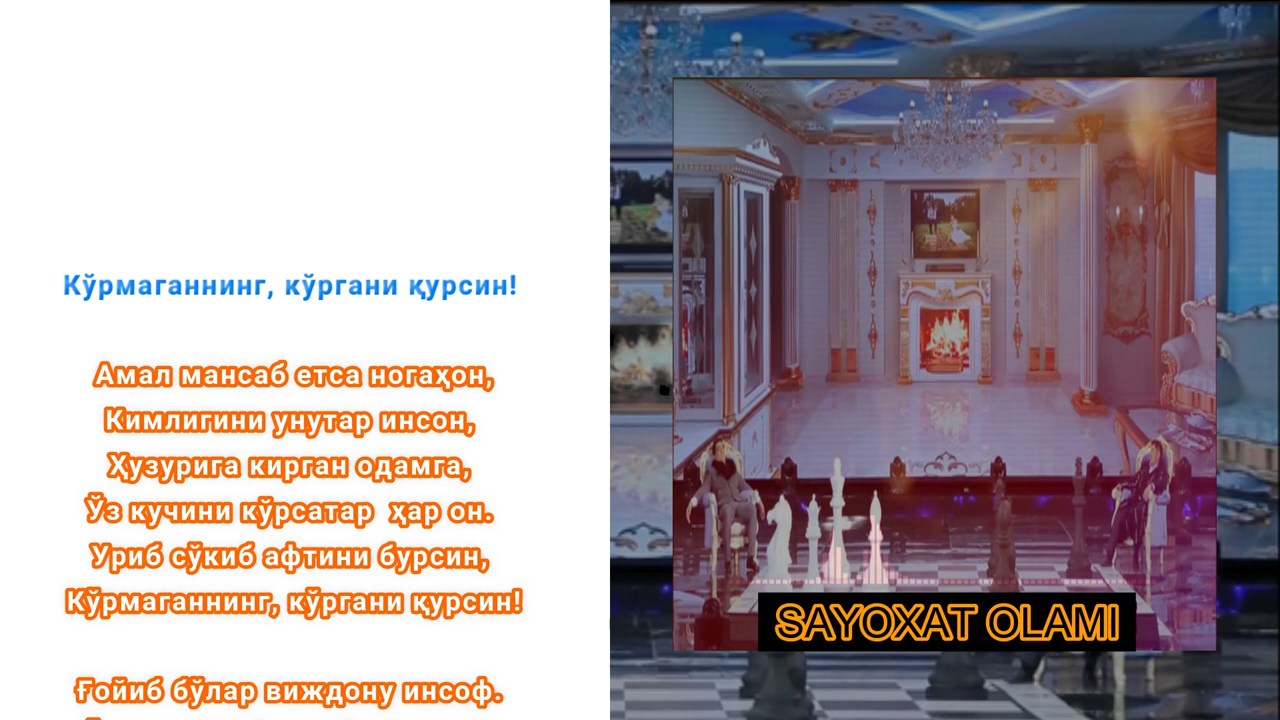 Кўрмаганнинг, кўргани қурсин!
Амал мансаб етса ногаҳон,
Кимлигини унутар инсон,
Ҳузурига кирган одамга,
Ўз кучини кўрсатар ҳар он.
Уриб сўкиб афтини бурсин,
Кўрмаганнинг, кўргани қурсин!
Ғойиб бўлар виждону инсоф.
SAYOXAT OLAMI